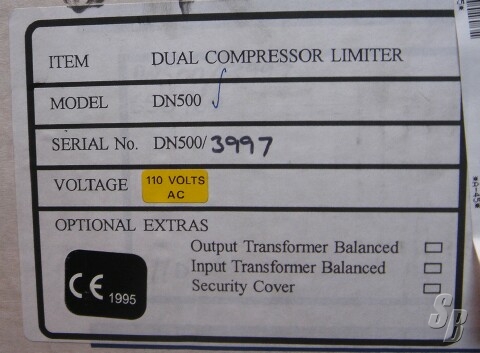 ITEM DUAL COMPRESSOR LIMITER
MODEL DN500
SERIAL No. DN500/3997
VOLTAGE 110 VOLTS
AC
OPTIONAL EXTRAS
Output Transformer Balanced
Input Transformer Balanced
Security Cover
CE 1995
SP